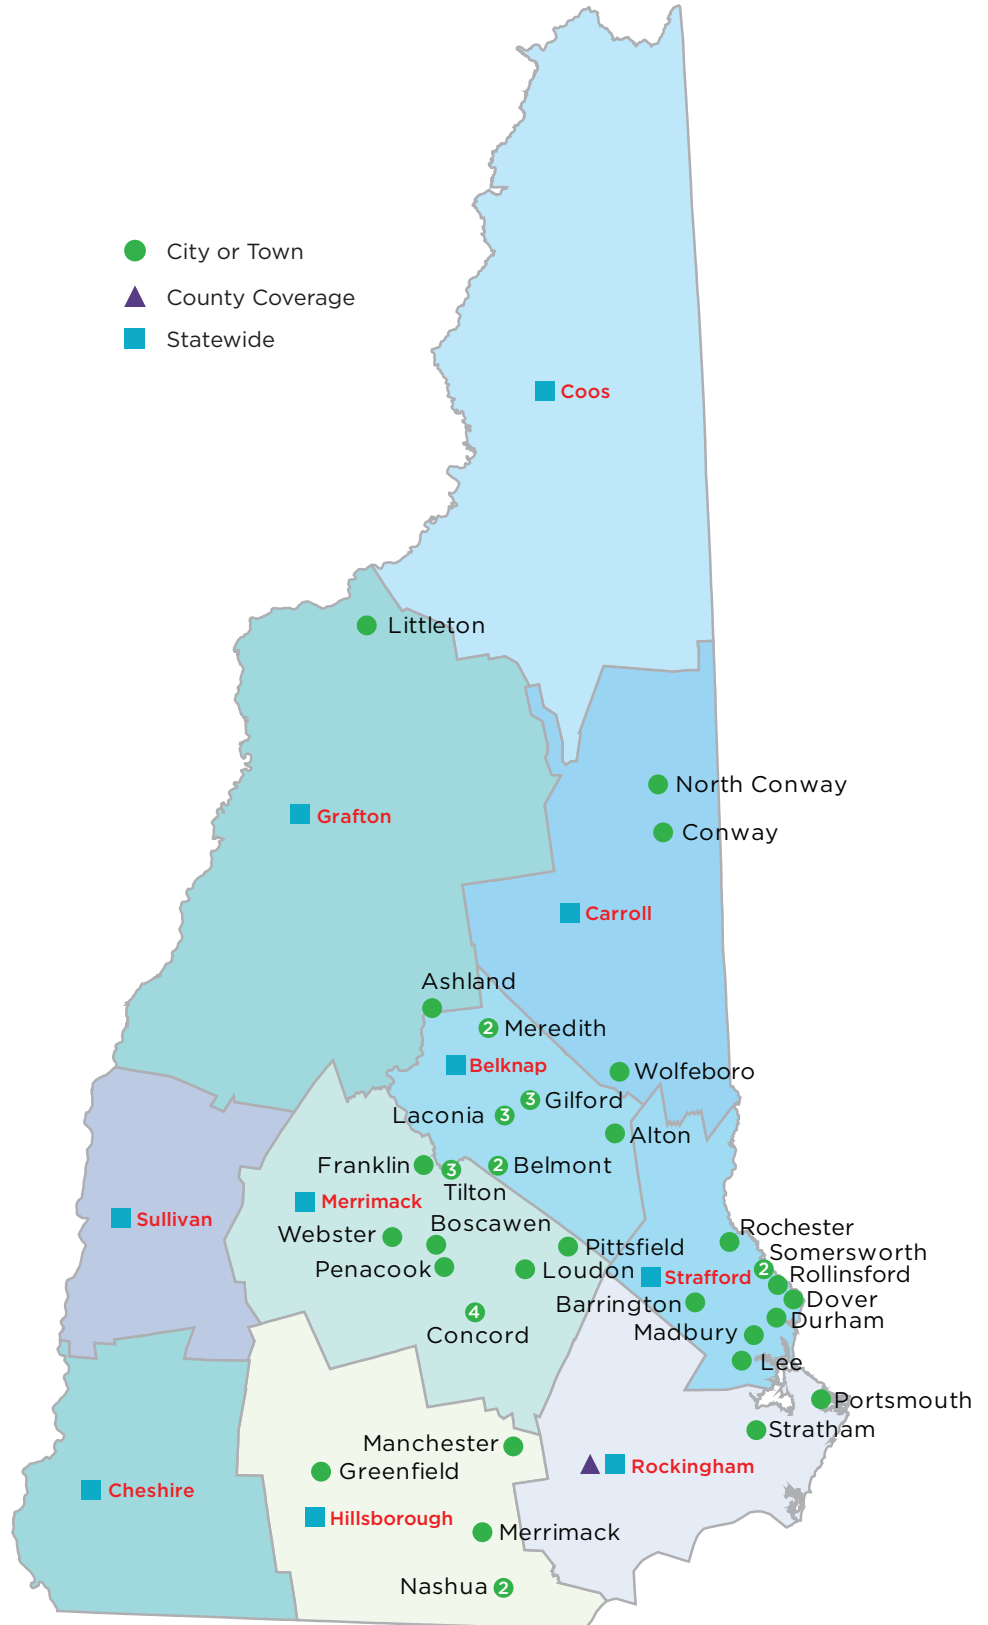 City or Town
County Coverage
Statewide
Coos
Littleton
North Conway
Grafton
Conway
Carroll
Ashland
2 Meredith
Belknap
Wolfeboro
3 Gilford
Laconia 3
Alton
Franklin
3
2 Belmont
Tilton
Merrimack
Sullivan
Boscawen
Webster
Rochester
Pittsfield
Somersworth
2
Penacook
Loudon
Strafford
Rollinsford
Barrington
Dover
4
Durham
Concord
Madbury
Lee
Portsmouth
Stratham
Manchester
Greenfield
Rockingham
Cheshire
Hillsborough
Merrimack
Nashua 2